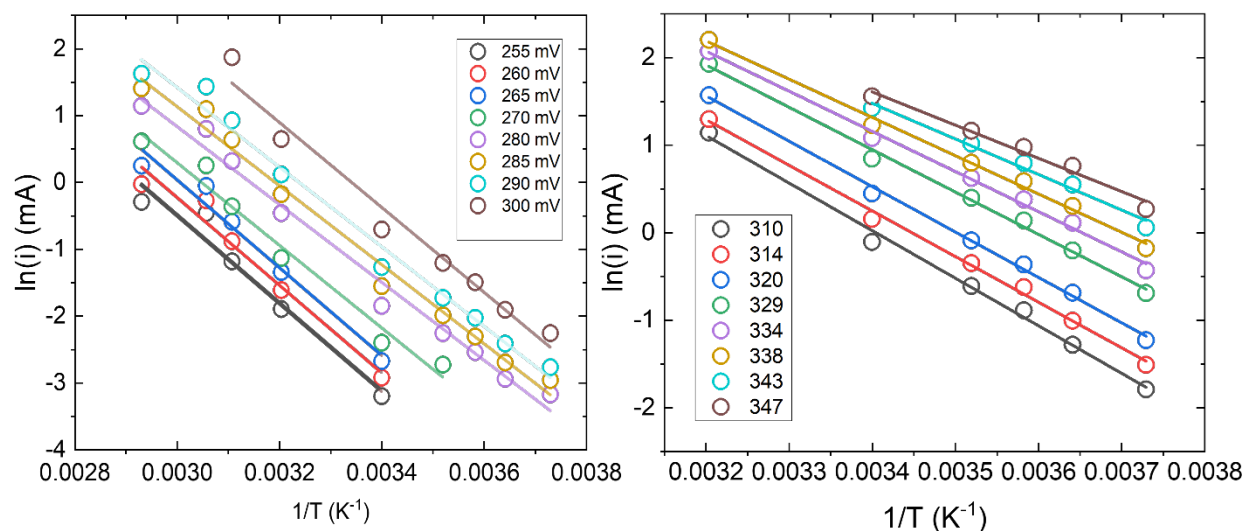 2
1
0
-1
-2
-3
-4
ln(i) (mA)
255 mV
260 mV
265 mV
270 mV
280 mV
285 mV
290 mV
300 mV
0.0028 0.0030 0.0032 0.0034 0.0036 0.0038
1/T (K-1)
2
1
0
-1
-2
ln(i) (mA)
310
314
320
329
334
338
343
347
0.0032 0.0033 0.0034 0.0035 0.0036 0.0037 0.0038
1/T (K-1)